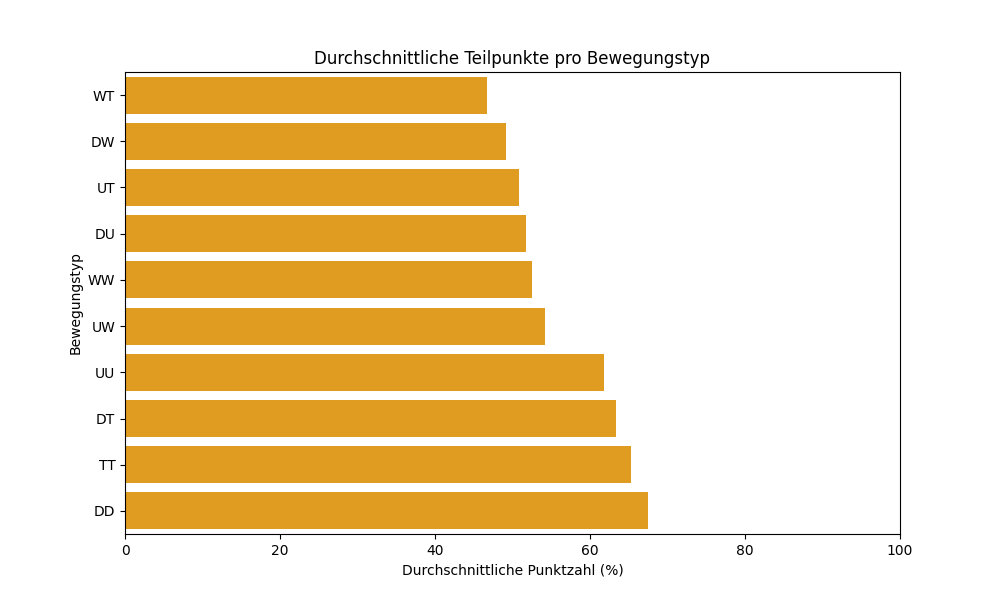 Durchschnittliche Teilpunkte pro Bewegungstyp
Bewegungstyp
WT
DW
UT
DU
WW
UW
UU
DT
TT
DD
0 20 40 60 80 100
Durchschnittliche Punktzahl (%)